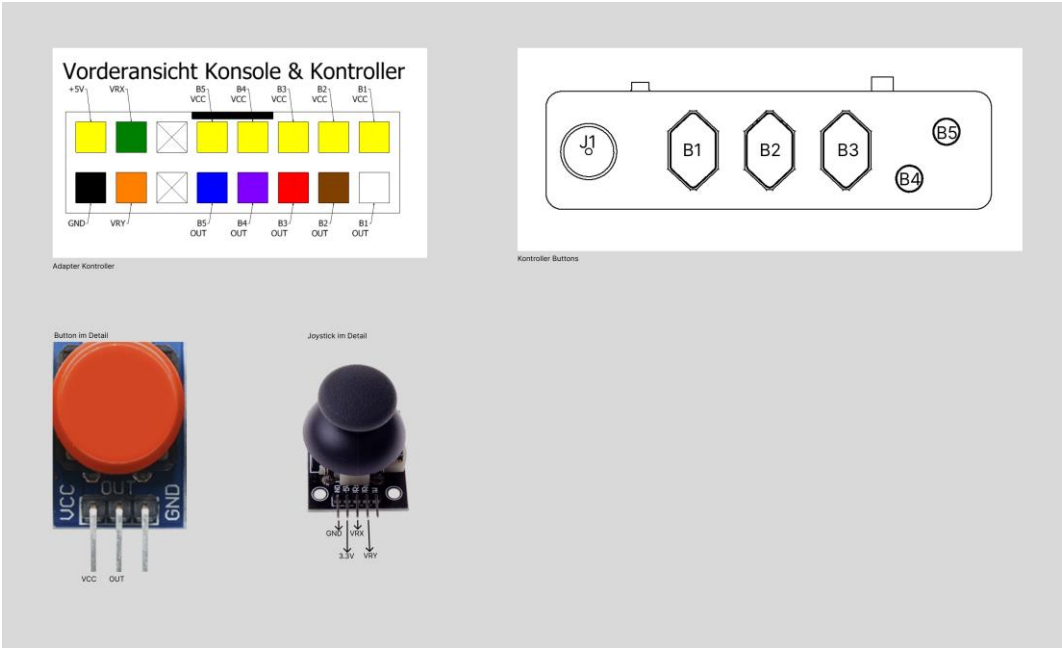 Vorderansicht Konsole & Kontroller
+5V VRX B5 VCC B4 VCC B3 VCC B2 VCC B1 VCC
GND VRY B5 OUT B4 OUT B3 OUT B2 OUT B1 OUT
Adapter Kontroller
J1 B1 B2 B3 B4 B5
Kontroller Buttons
Button im Detail
VCC OUT GND
VCC OUT
Joystick im Detail
GND VRX
3.3V VRY